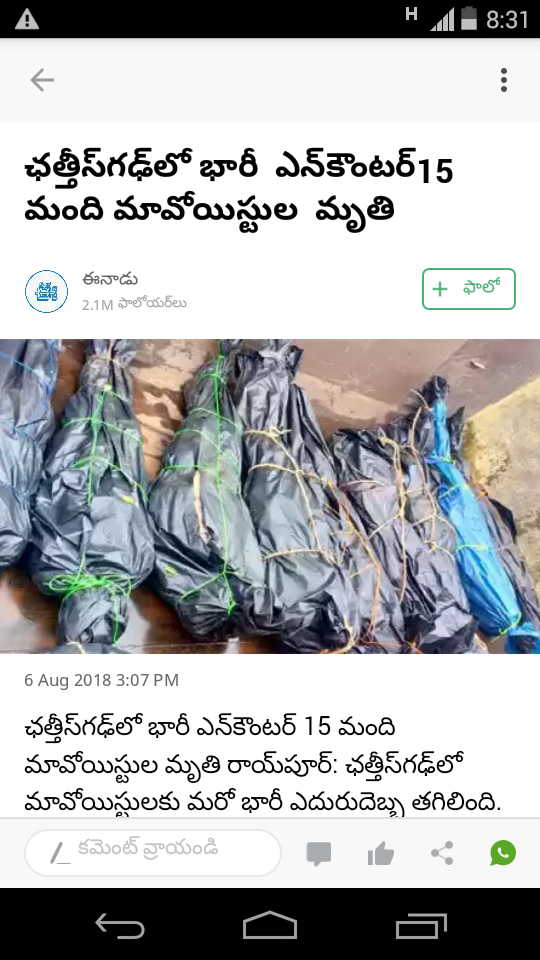 H 8:31
ఛత్తీస్‌గఢ్‌లో భారీ ఎన్‌కౌంటర్15
మంది మావోయిస్టుల మృతి
ఈనాడు
2.1M ఫాలోయర్‌లు
+ ఫాలో
6 Aug 2018 3:07 PM
ఛత్తీస్‌గఢ్‌లో భారీ ఎన్‌కౌంటర్ 15 మంది
మావోయిస్టుల మృతి రాయ్‌పూర్: ఛత్తీస్‌గఢ్‌లో
మావోయిస్టులకు మరో భారీ ఎదురుదెబ్బ తగిలింది.
కమెంట్ వ్రాయండి